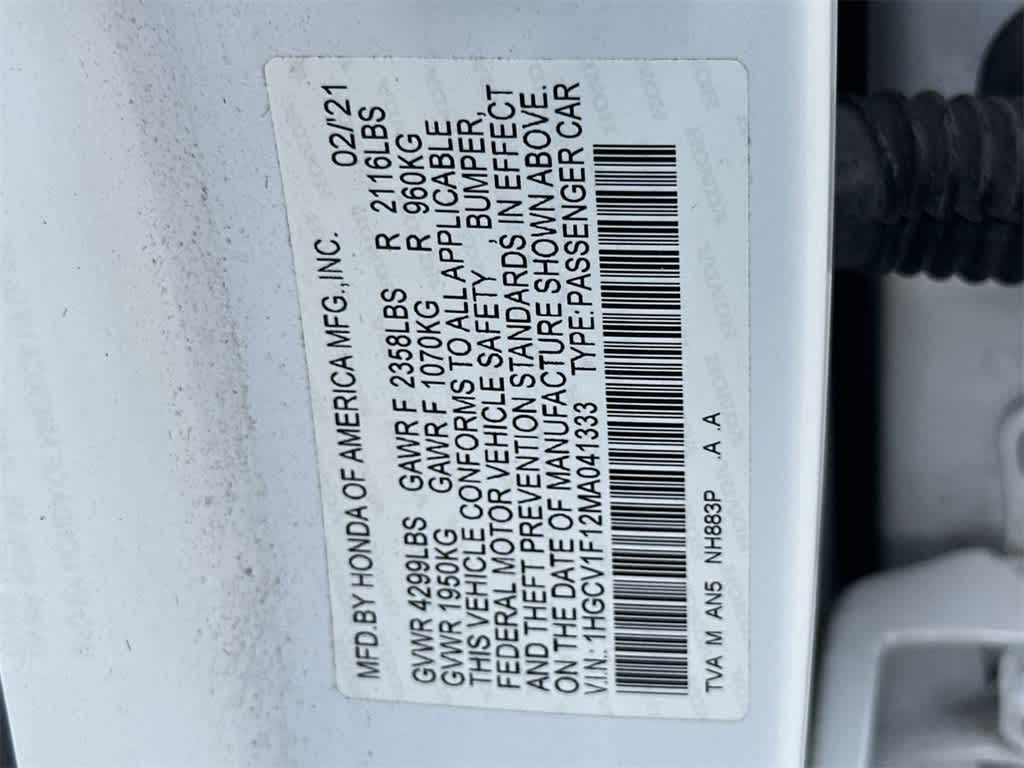 MFD.BY HONDA OF AMERICA MFG.,INC. 02/'21
GVWR 4299LBS GAWR F 2358LBS R 2116LBS
GVWR 1950KG GAWR F 1070KG R 960KG
THIS VEHICLE CONFORMS TO ALL APPLICABLE
FEDERAL MOTOR VEHICLE SAFETY , BUMPER,
AND THEFT PREVENTION STANDARDS IN EFFECT
ON THE DATE OF MANUFACTURE SHOWN ABOVE.
V.I.N.: 1HGCV1F12MA041333 TYPE:PASSENGER CAR
TVA M AN5 NH883P .A .A